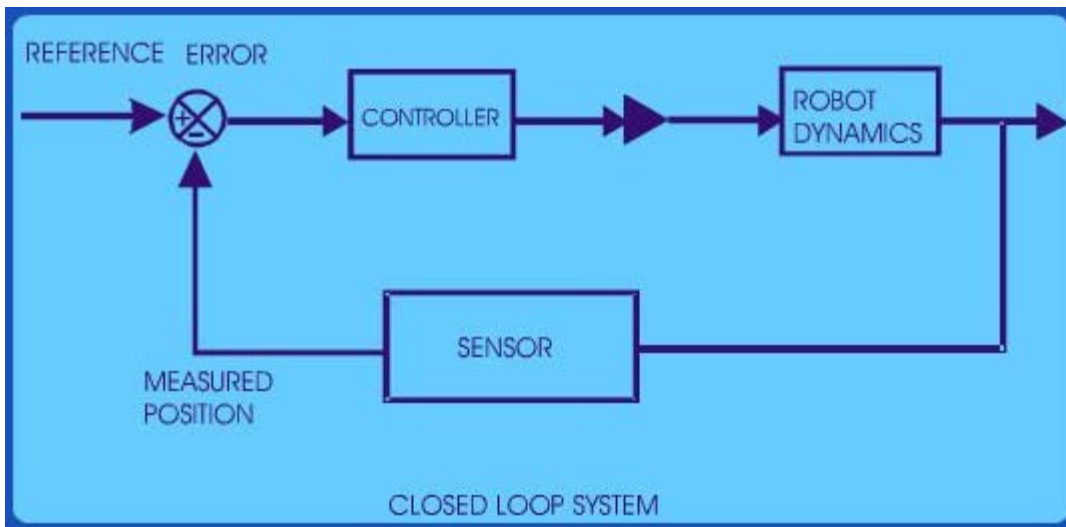 REFERENCE ERROR
+
-
CONTROLLER
ROBOT
DYNAMICS
SENSOR
MEASURED
POSITION
CLOSED LOOP SYSTEM